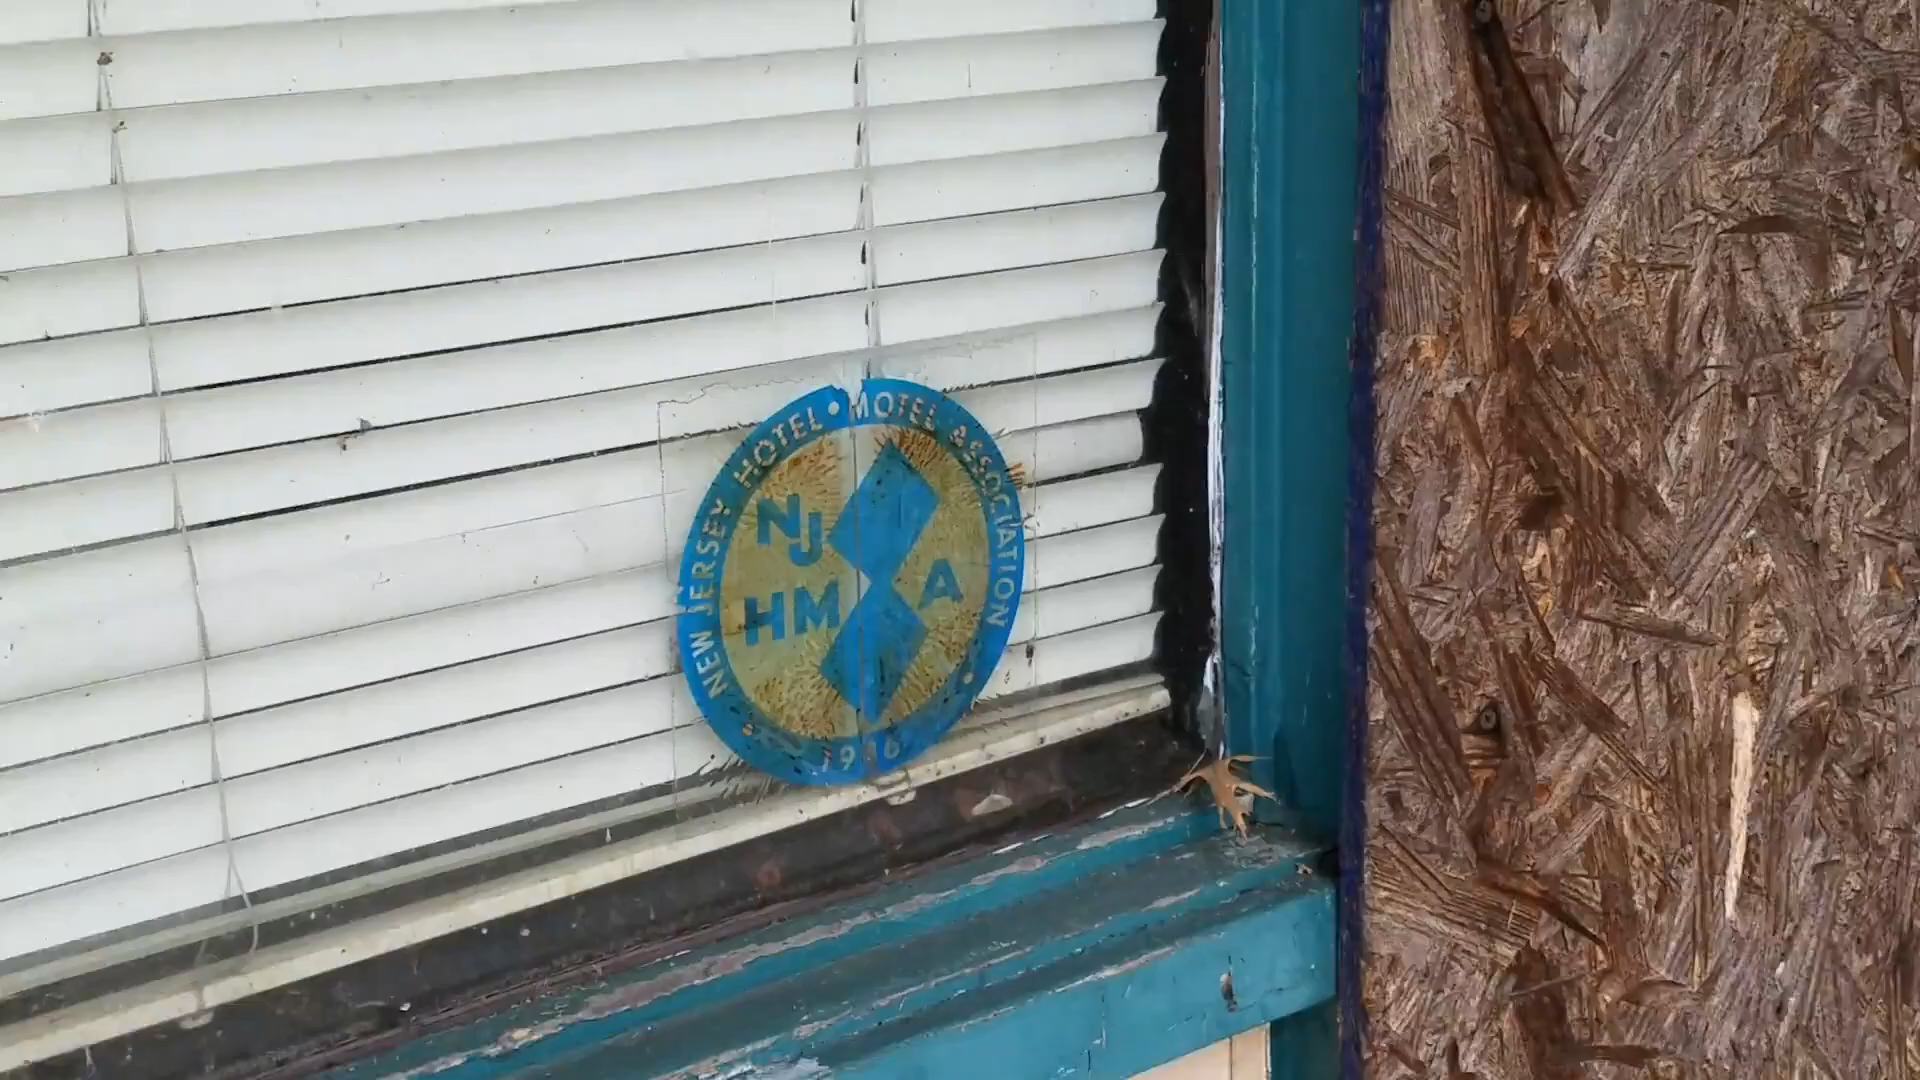 NEW JERSEY HOTEL • MOTEL ASSOCIATION •
NJ
HM A